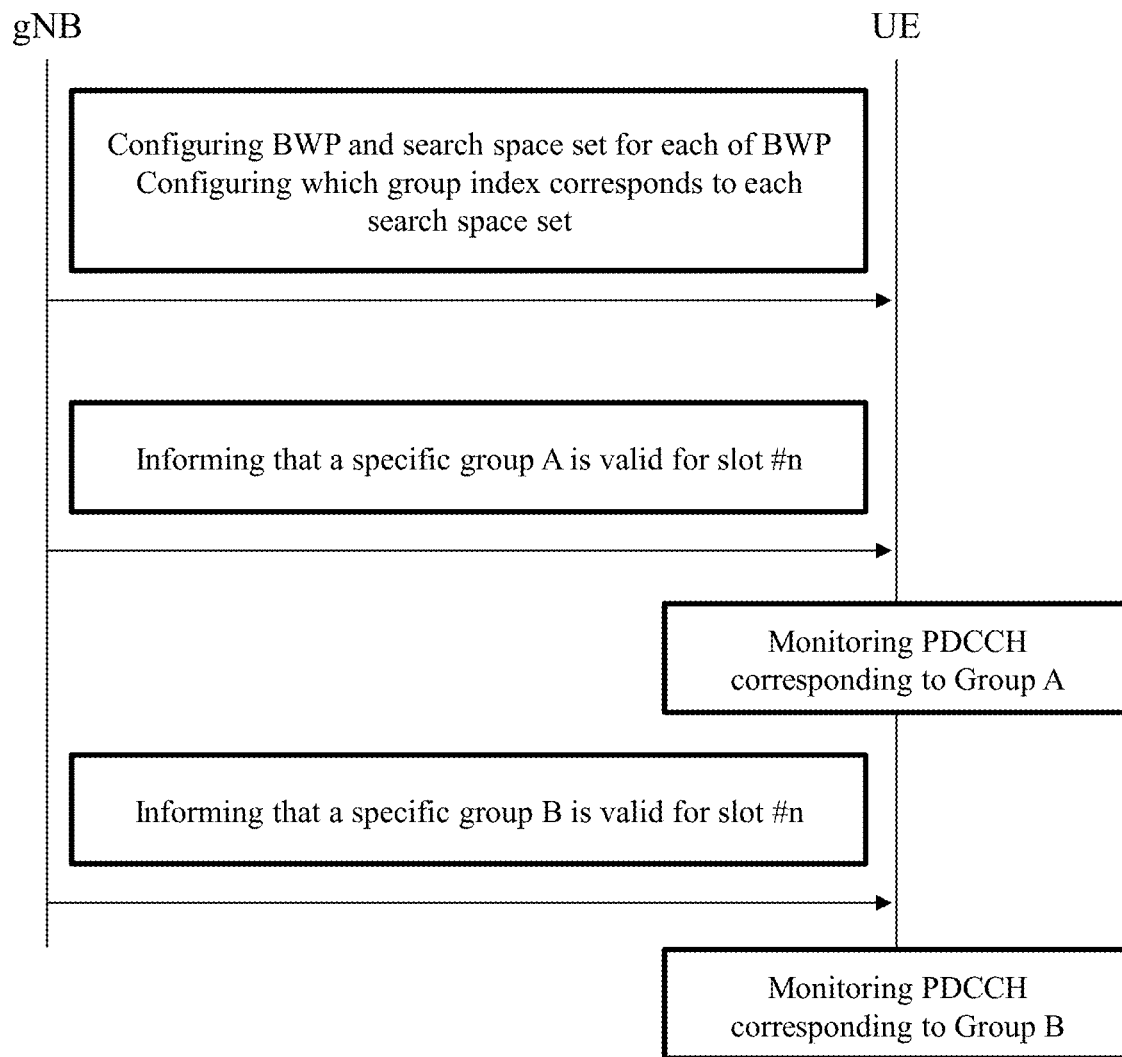 gNB
UE
Configuring BWP and search space set for each of BWP
Configuring which group index corresponds to each
search space set
Informing that a specific group A is valid for slot #n
Monitoring PDCCH
corresponding to Group A
Informing that a specific group B is valid for slot #n
Monitoring PDCCH
corresponding to Group B